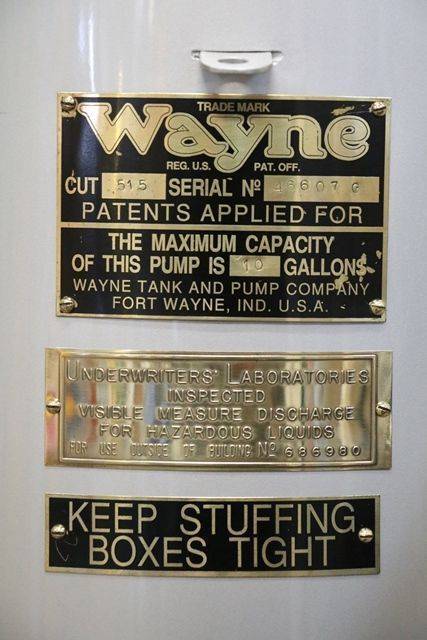 TRADE MARK
Wayne
REG. U.S. PAT. OFF.
CUT 515 SERIAL Nº 48607 G
PATENTS APPLIED FOR
THE MAXIMUM CAPACITY
OF THIS PUMP IS 10 GALLONS
WAYNE TANK AND PUMP COMPANY
FORT WAYNE, IND. U.S.A.
UNDERWRITERS' LABORATORIES
INSPECTED
VISIBLE MEASURE DISCHARGE
FOR HAZARDOUS LIQUIDS
FOR USE OUTSIDE OF BUILDING Nº 686980
KEEP STUFFING
BOXES TIGHT